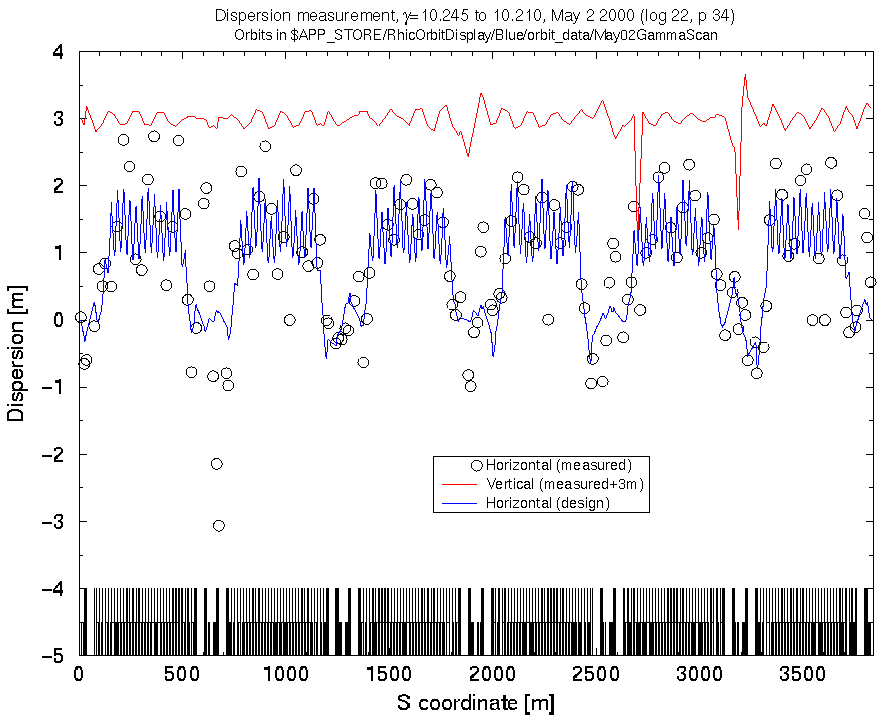 Dispersion measurement, γ=10.245 to 10.210, May 2 2000 (log 22, p 34)
Orbits in $APP_STORE/RhicOrbitDisplay/Blue/orbit_data/May02GammaScan
4
3
2
1
0
−1
−2
−3
−4
−5
Dispersion [m]
Horizontal (measured)
Vertical (measured+3m)
Horizontal (design)
0 500 1000 1500 2000 2500 3000 3500
S coordinate [m]